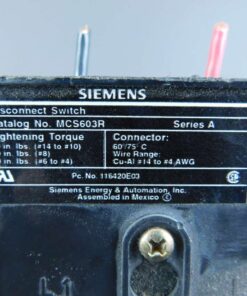 SIEMENS
isconnect Switch
atalog No. MCS603R Series A
ghtening Torque
in. lbs. (#14 to #10)
in. lbs. (#8)
in. lbs. (#6 to #4)
Connector:
60°/75° C
Wire Range:
Cu-Al #14 to #4 AWG
Pc. No. 116420E03
Siemens Energy & Automation, Inc.
Assembled in Mexico